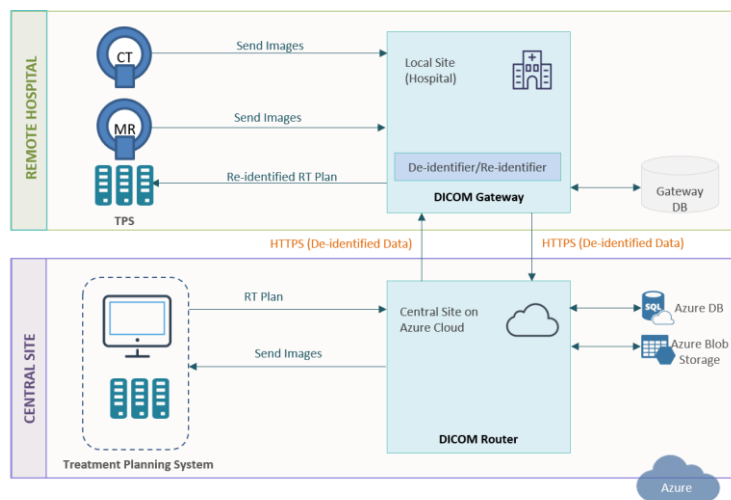 REMOTE HOSPITAL
CT
Send Images
Local Site
(Hospital)
MR
Send Images
De-identifier/Re-identifier
Re-identified RT Plan
TPS
DICOM Gateway
Gateway
DB
HTTPS (De-identified Data)
HTTPS (De-identified Data)
CENTRAL SITE
RT Plan
Central Site on
Azure Cloud
SQL
Azure DB
Send Images
Azure Blob
Storage
DICOM Router
Treatment Planning System
Azure